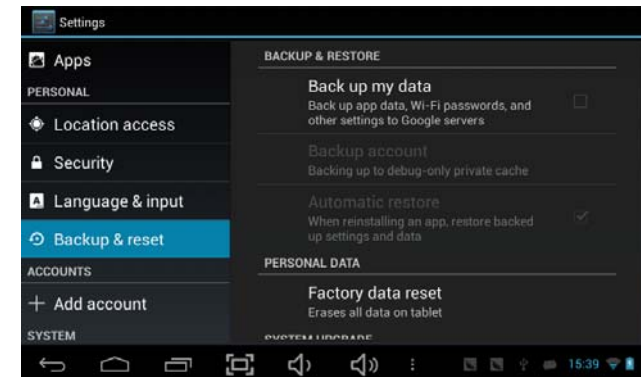 Settings
Apps
PERSONAL
Location access
Security
A Language & input
Backup & reset
ACCOUNTS
Add account
SYSTEM
BACKUP & RESTORE
Back up my data
Back up app data, Wi-Fi passwords, and
other settings to Google servers
Backup account
Backing up to debug-only private cache
Automatic restore
When reinstalling an app, restore backed
up settings and data
PERSONAL DATA
Factory data reset
Erases all data on tablet
SYSTEM UPGRADE
15:39